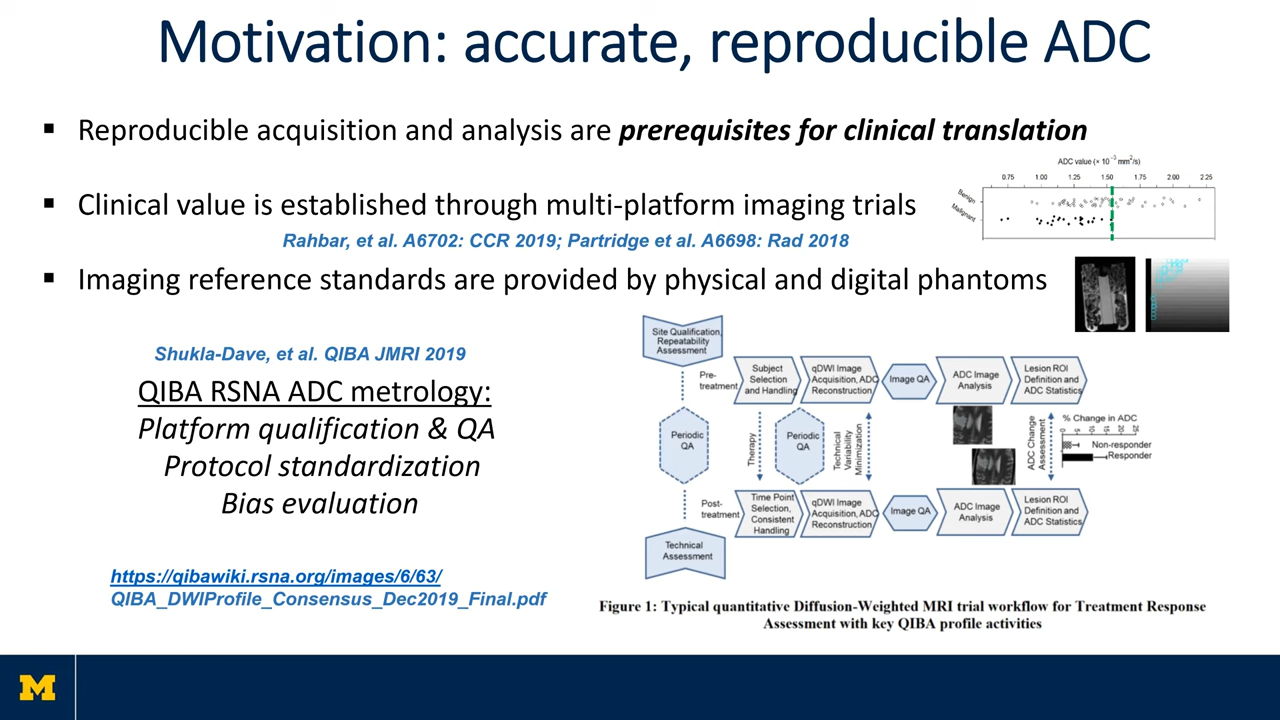 Motivation: accurate, reproducible ADC
▪ Reproducible acquisition and analysis are prerequisites for clinical translation
▪ Clinical value is established through multi-platform imaging trials
Rahbar, et al. A6702: CCR 2019; Partridge et al. A6698: Rad 2018
ADC value (× 10⁻³ mm²/s)
0.75 1.00 1.25 1.50 1.75 2.00 2.25
Benign
Malignant
▪ Imaging reference standards are provided by physical and digital phantoms
Shukla-Dave, et al. QIBA JMRI 2019
QIBA RSNA ADC metrology:
Platform qualification & QA
Protocol standardization
Bias evaluation
https://qibawiki.rsna.org/images/6/63/
QIBA_DWIProfile_Consensus_Dec2019_Final.pdf
Site Qualification,
Repeatability
Assessment
Pre-
treatment
Subject
Selection
and Handling
qDWI Image
Acquisition, ADC
Reconstruction
Image QA
ADC Image
Analysis
Lesion ROI
Definition and
ADC Statistics
Periodic
QA
Therapy
Periodic
QA
Technical
Variability
Minimization
ADC Change
Assessment
% Change in ADC
0 5 10 15 20 25
Non-responder
Responder
Post-
treatment
Time Point
Selection,
Consistent
Handling
qDWI Image
Acquisition, ADC
Reconstruction
Image QA
ADC Image
Analysis
Lesion ROI
Definition and
ADC Statistics
Technical
Assessment
Figure 1: Typical quantitative Diffusion-Weighted MRI trial workflow for Treatment Response
Assessment with key QIBA profile activities
M